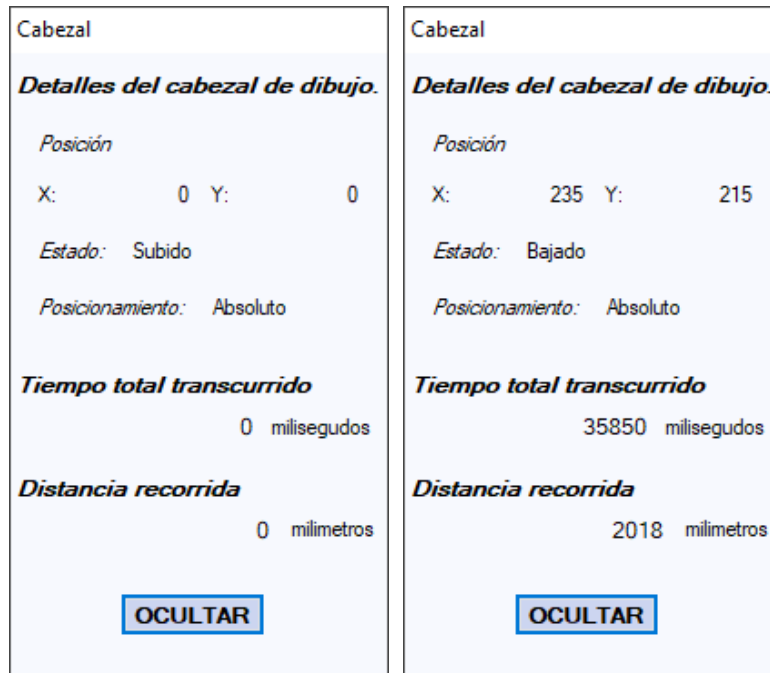 Cabezal
Detalles del cabezal de dibujo.
Posición
X: 0 Y: 0
Estado: Subido
Posicionamiento: Absoluto
Tiempo total transcurrido
0 milisegudos
Distancia recorrida
0 milimetros
OCULTAR
Cabezal
Detalles del cabezal de dibujo.
Posición
X: 235 Y: 215
Estado: Bajado
Posicionamiento: Absoluto
Tiempo total transcurrido
35850 milisegudos
Distancia recorrida
2018 milimetros
OCULTAR